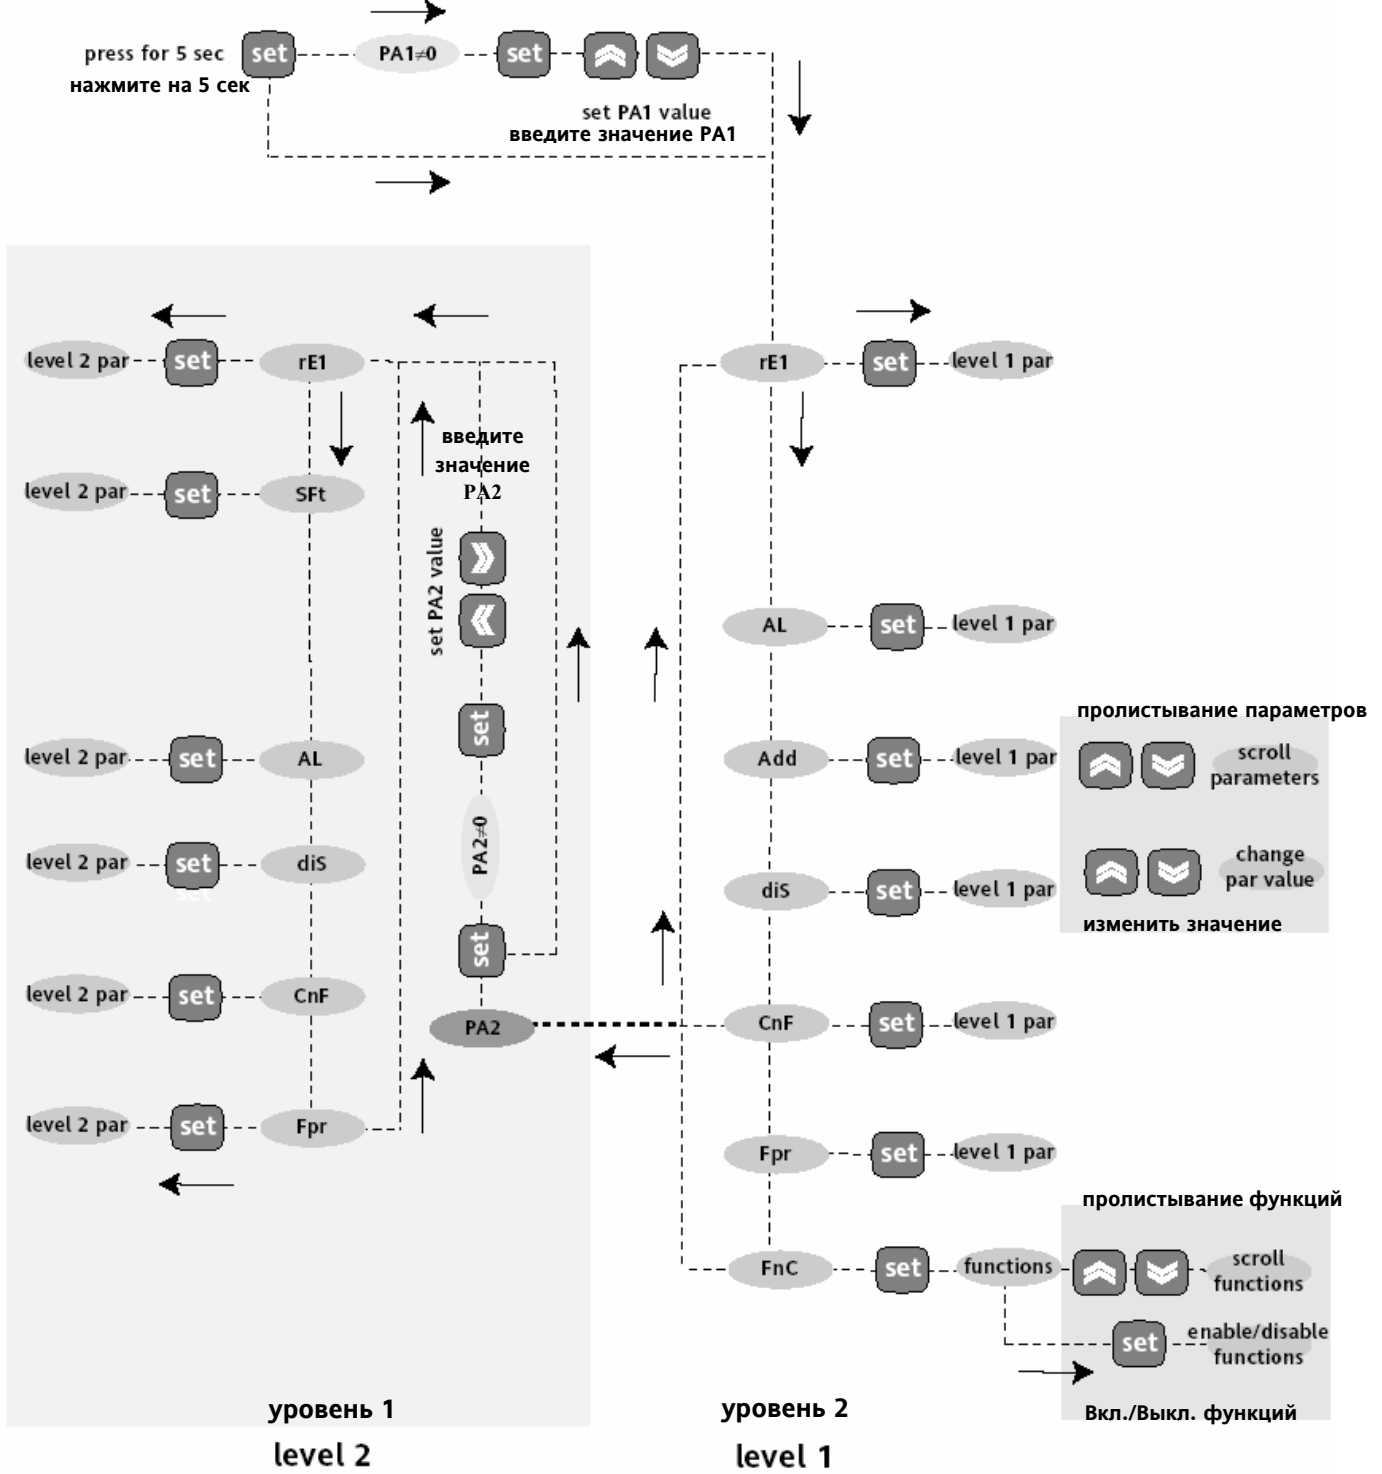 press for 5 sec set PA1≠0 set
нажмите на 5 сек
set PA1 value
введите значение PA1
level 2 par set rE1
level 2 par set SFt
level 2 par set AL
level 2 par set diS
set
level 2 par set CnF
level 2 par set Fpr
введите
значение
PA2
set PA2 value
set
PA2≠0
set
PA2
уровень 1
level 2
rE1 set level 1 par
AL set level 1 par
Add set level 1 par
diS set level 1 par
CnF set level 1 par
Fpr set level 1 par
FnC set functions
уровень 2
level 1
пролистывание параметров
scroll
parameters
change
par value
изменить значение
пролистывание функций
scroll
functions
set enable/disable
functions
Вкл./Выкл. функций